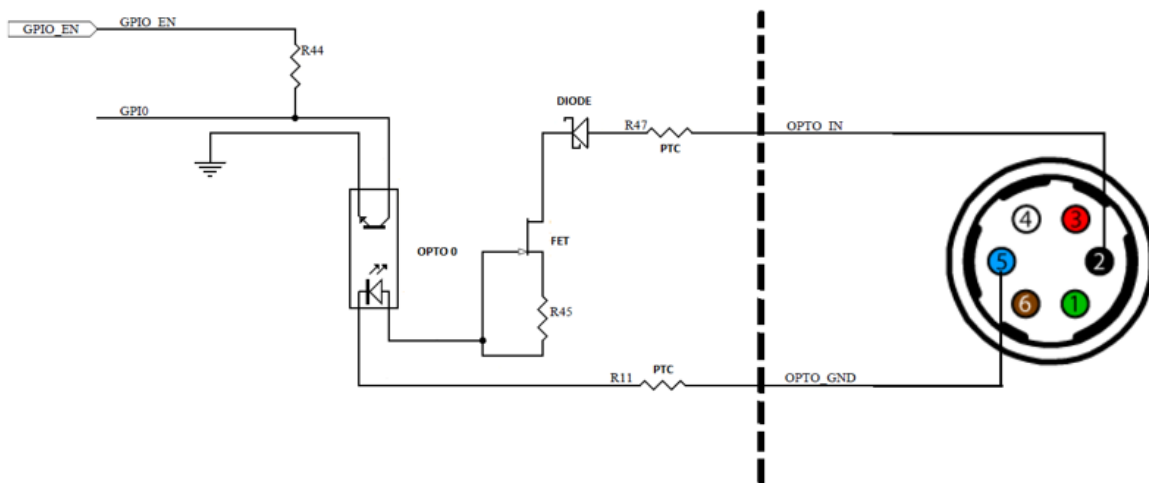 GPIO_EN
GPIO_EN
R44
GPI0
DIODE
R47
PTC
OPTO_IN
4
3
OPTO 0
FET
5
2
R45
6
1
R11
PTC
OPTO_GND